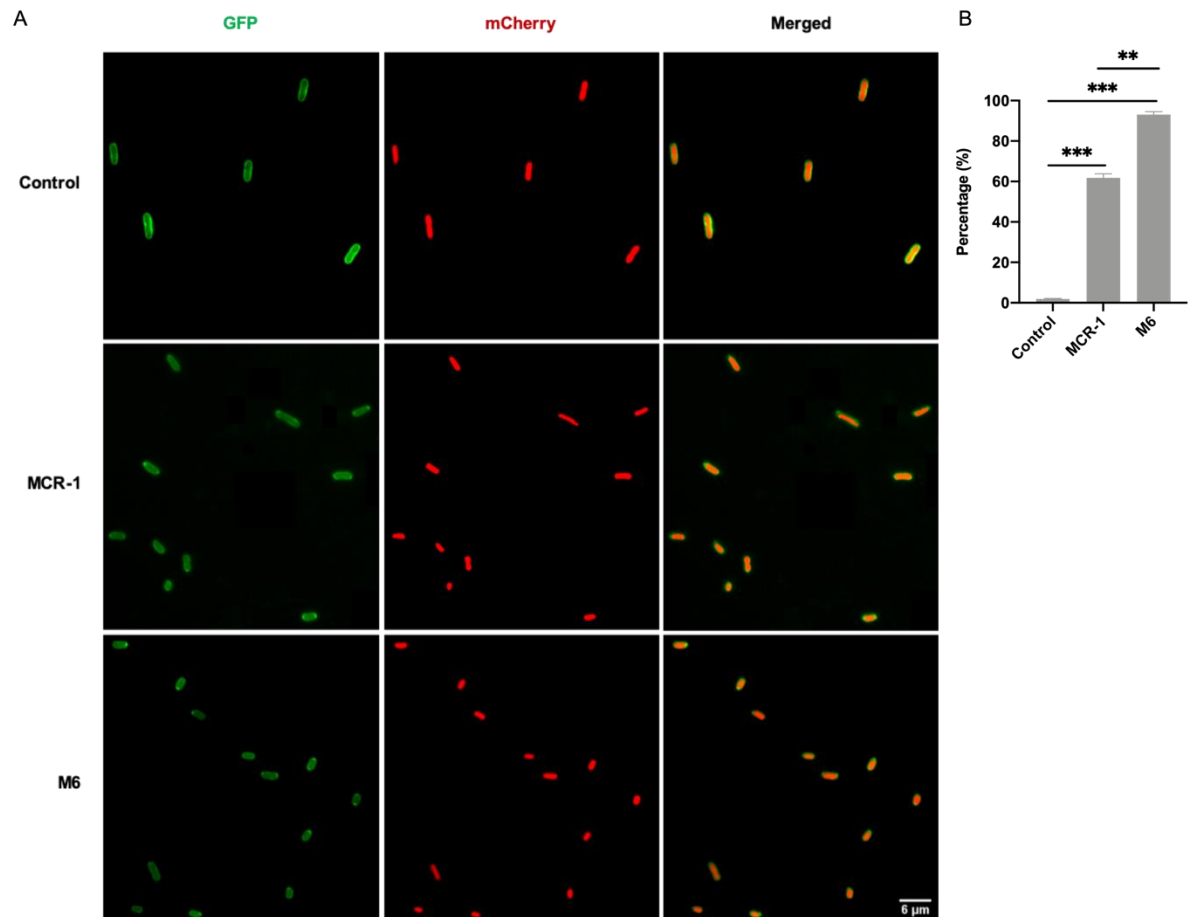 A
GFP
mCherry
Merged
B
Control
MCR-1
M6
6 µm
**
***
***
Percentage (%)
100
80
60
40
20
0
Control
MCR-1
M6